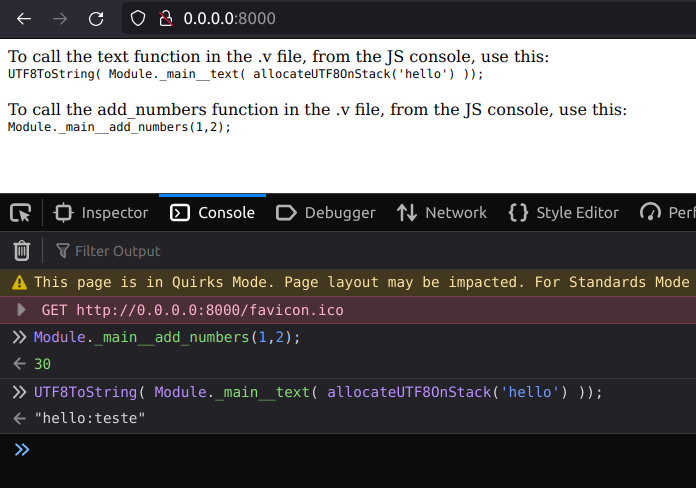 0.0.0.0:8000
To call the text function in the .v file, from the JS console, use this:
UTF8ToString( Module._main__text( allocateUTF8OnStack('hello') ));
To call the add_numbers function in the .v file, from the JS console, use this:
Module._main__add_numbers(1,2);
Inspector Console Debugger Network {} Style Editor Perf
Filter Output
This page is in Quirks Mode. Page layout may be impacted. For Standards Mode
GET http://0.0.0.0:8000/favicon.ico
Module._main__add_numbers(1,2);
30
UTF8ToString( Module._main__text( allocateUTF8OnStack('hello') ));
"hello:teste"